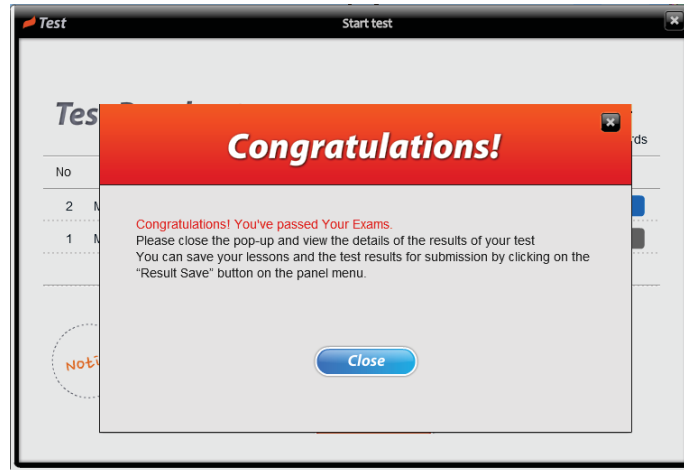 Test
Start test
Tes
rds
No
Congratulations!
2 M
1 M
Congratulations! You've passed Your Exams.
Please close the pop-up and view the details of the results of your test
You can save your lessons and the test results for submission by clicking on the
“Result Save” button on the panel menu.
Noti
Close